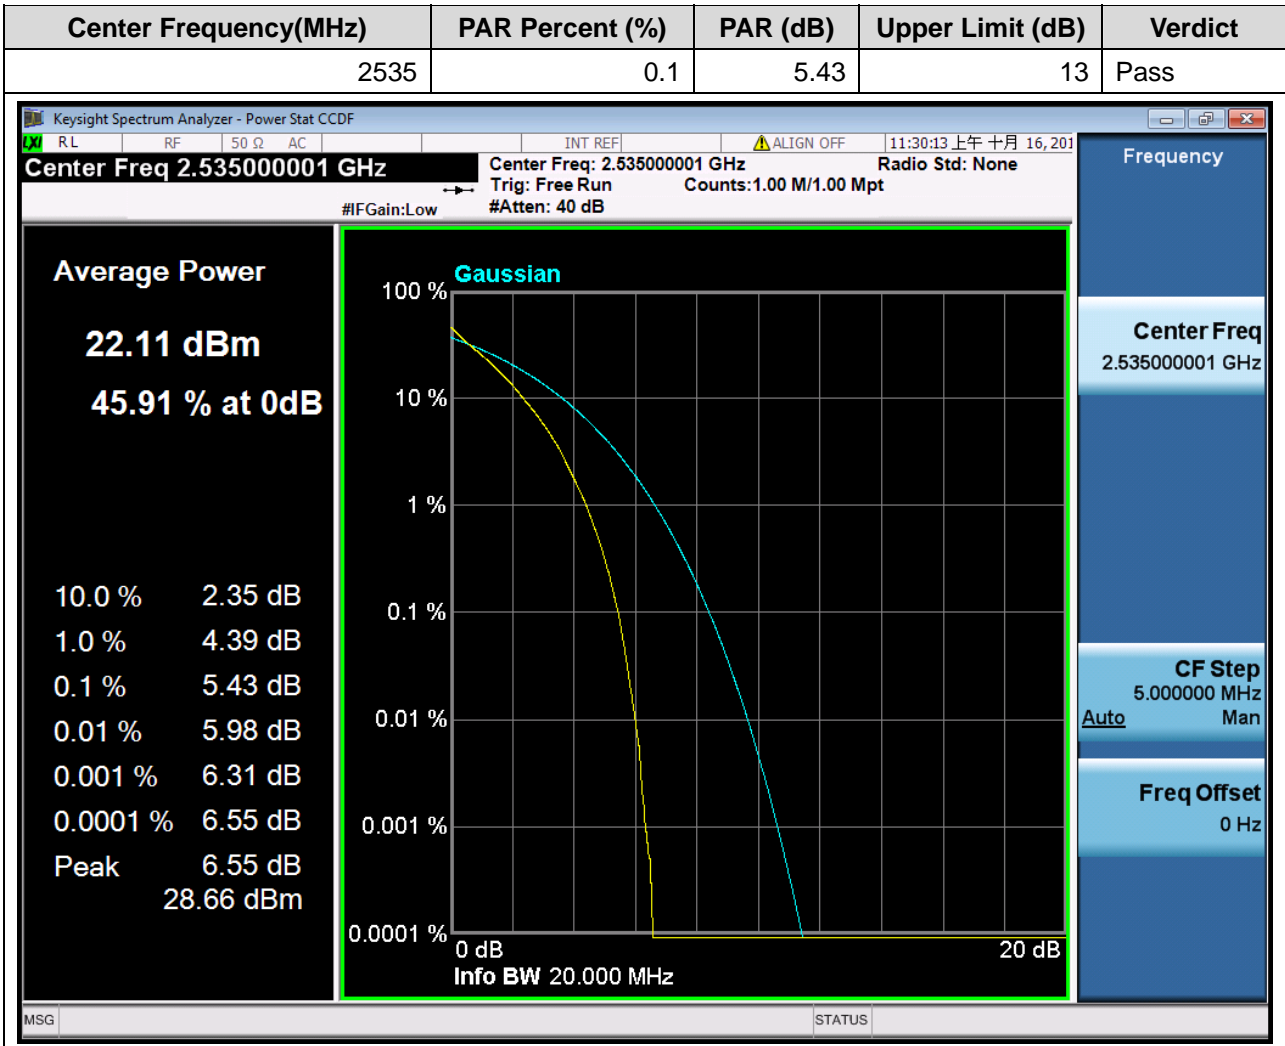 Center Frequency(MHz) PAR Percent (%) PAR (dB) Upper Limit (dB) Verdict
2535 0.1 5.43 13 Pass
Keysight Spectrum Analyzer - Power Stat CCDF
LXI RL RF 50 Ω AC INT REF ALIGN OFF 11:30:13 上午 十月 16, 201
Center Freq 2.535000001 GHz
#IFGain:Low
Center Freq: 2.535000001 GHz Radio Std: None
Trig: Free Run Counts:1.00 M/1.00 Mpt
#Atten: 40 dB
Average Power
22.11 dBm
45.91 % at 0dB
10.0 % 2.35 dB
1.0 % 4.39 dB
0.1 % 5.43 dB
0.01 % 5.98 dB
0.001 % 6.31 dB
0.0001 % 6.55 dB
Peak 6.55 dB
28.66 dBm
Gaussian
100 %
10 %
1 %
0.1 %
0.01 %
0.001 %
0.0001 %
0 dB 20 dB
Info BW 20.000 MHz
Frequency
Center Freq
2.535000001 GHz
CF Step
5.000000 MHz
Auto Man
Freq Offset
0 Hz
MSG STATUS